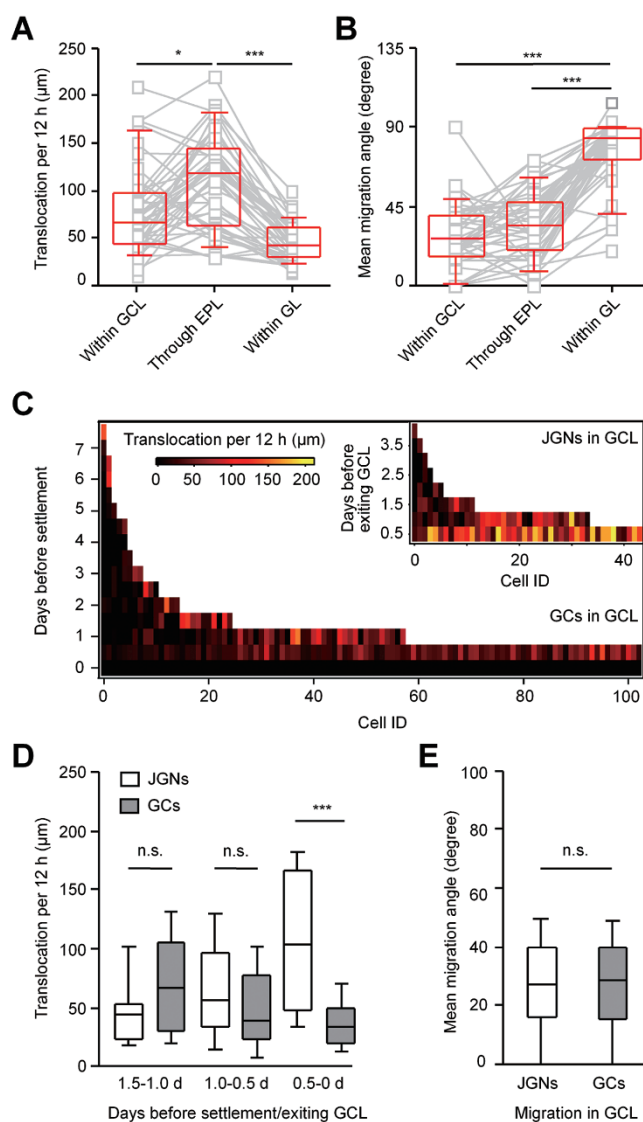 A
Translocation per 12 h (µm)
250
200
150
100
50
0
*
***
Within GCL
Through EPL
Within GL
B
Mean migration angle (degree)
135
90
45
0
***
***
Within GCL
Through EPL
Within GL
C
Days before settlement
7
6
5
4
3
2
1
0
Translocation per 12 h (µm)
0 50 100 150 200
JGNs in GCL
Days before
exiting GCL
3.5
2.5
1.5
0.5
0 20 40
Cell ID
GCs in GCL
0 20 40 60 80 100
Cell ID
D
Translocation per 12 h (µm)
250
200
150
100
50
0
JGNs
GCs
n.s.
n.s.
***
1.5-1.0 d 1.0-0.5 d 0.5-0 d
Days before settlement/exiting GCL
E
Mean migration angle (degree)
100
80
60
40
20
0
n.s.
JGNs GCs
Migration in GCL